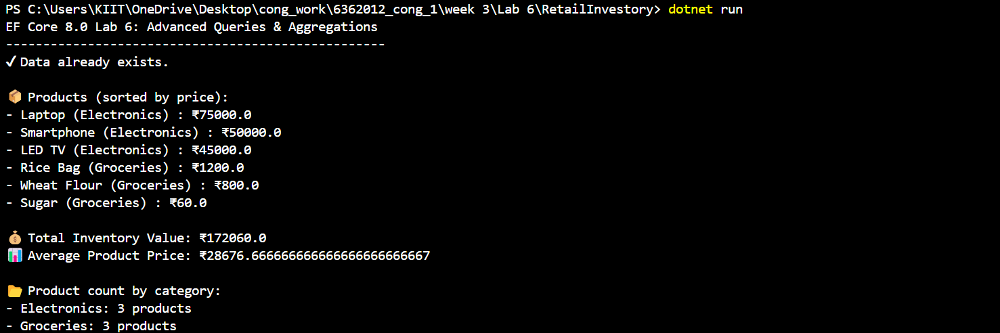 PS C:\Users\KIIT\OneDrive\Desktop\cong_work\6362012_cong_1\week 3\Lab 6\RetailInvestory> dotnet run
EF Core 8.0 Lab 6: Advanced Queries & Aggregations
---------------------------------------------------
✓ Data already exists.
📦 Products (sorted by price):
- Laptop (Electronics) : ₹75000.0
- Smartphone (Electronics) : ₹50000.0
- LED TV (Electronics) : ₹45000.0
- Rice Bag (Groceries) : ₹1200.0
- Wheat Flour (Groceries) : ₹800.0
- Sugar (Groceries) : ₹60.0
💰 Total Inventory Value: ₹172060.0
📊 Average Product Price: ₹28676.666666666666666666666667
📂 Product count by category:
- Electronics: 3 products
- Groceries: 3 products